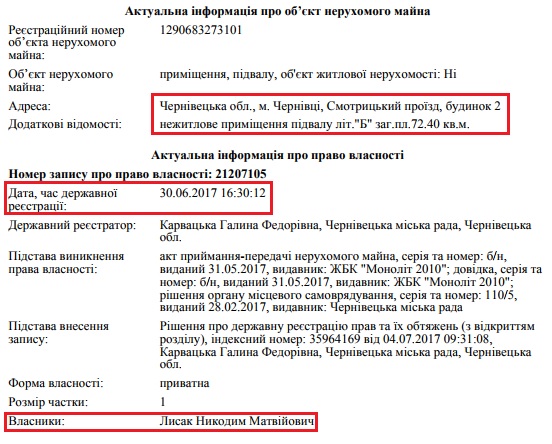 Актуальна інформація про об’єкт нерухомого майна
Реєстраційний номер 1290683273101
об’єкта нерухомого
майна:
Об’єкт нерухомого приміщення, підвалу, об'єкт житлової нерухомості: Ні
майна:
Адреса: Чернівецька обл., м. Чернівці, Смотрицький проїзд, будинок 2
Додаткові відомості: нежитлове приміщення підвалу літ."Б" заг.пл.72.40 кв.м.
Актуальна інформація про право власності
Номер запису про право власності: 21207105
Дата, час державної 30.06.2017 16:30:12
реєстрації:
Державний реєстратор: Карвацька Галина Федорівна, Чернівецька міська рада, Чернівецька
обл.
Підстава виникнення акт приймання-передачі нерухомого майна, серія та номер: б/н,
права власності: виданий 31.05.2017, видавник: ЖБК "Моноліт 2010"; довідка, серія та
номер: б/н, виданий 31.05.2017, видавник: ЖБК "Моноліт 2010";
рішення органу місцевого самоврядування, серія та номер: 110/5,
виданий 28.02.2017, видавник: Чернівецька міська рада
Підстава внесення Рішення про державну реєстрацію прав та їх обтяжень (з відкриттям
запису: розділу), індексний номер: 35964169 від 04.07.2017 09:31:08,
Карвацька Галина Федорівна, Чернівецька міська рада, Чернівецька
обл.
Форма власності: приватна
Розмір частки: 1
Власники: Лисак Никодим Матвійович